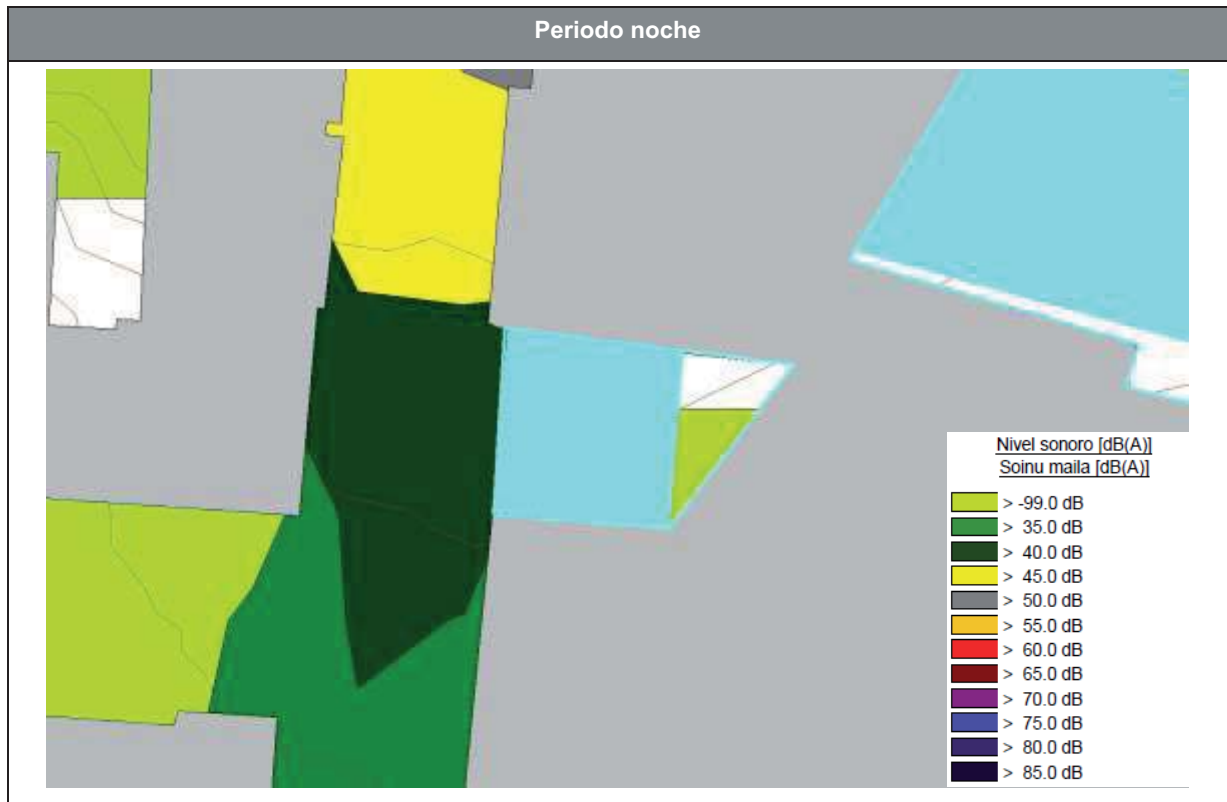 Periodo noche
Nivel sonoro [dB(A)]
Soinu maila [dB(A)]
> -99.0 dB
> 35.0 dB
> 40.0 dB
> 45.0 dB
> 50.0 dB
> 55.0 dB
> 60.0 dB
> 65.0 dB
> 70.0 dB
> 75.0 dB
> 80.0 dB
> 85.0 dB